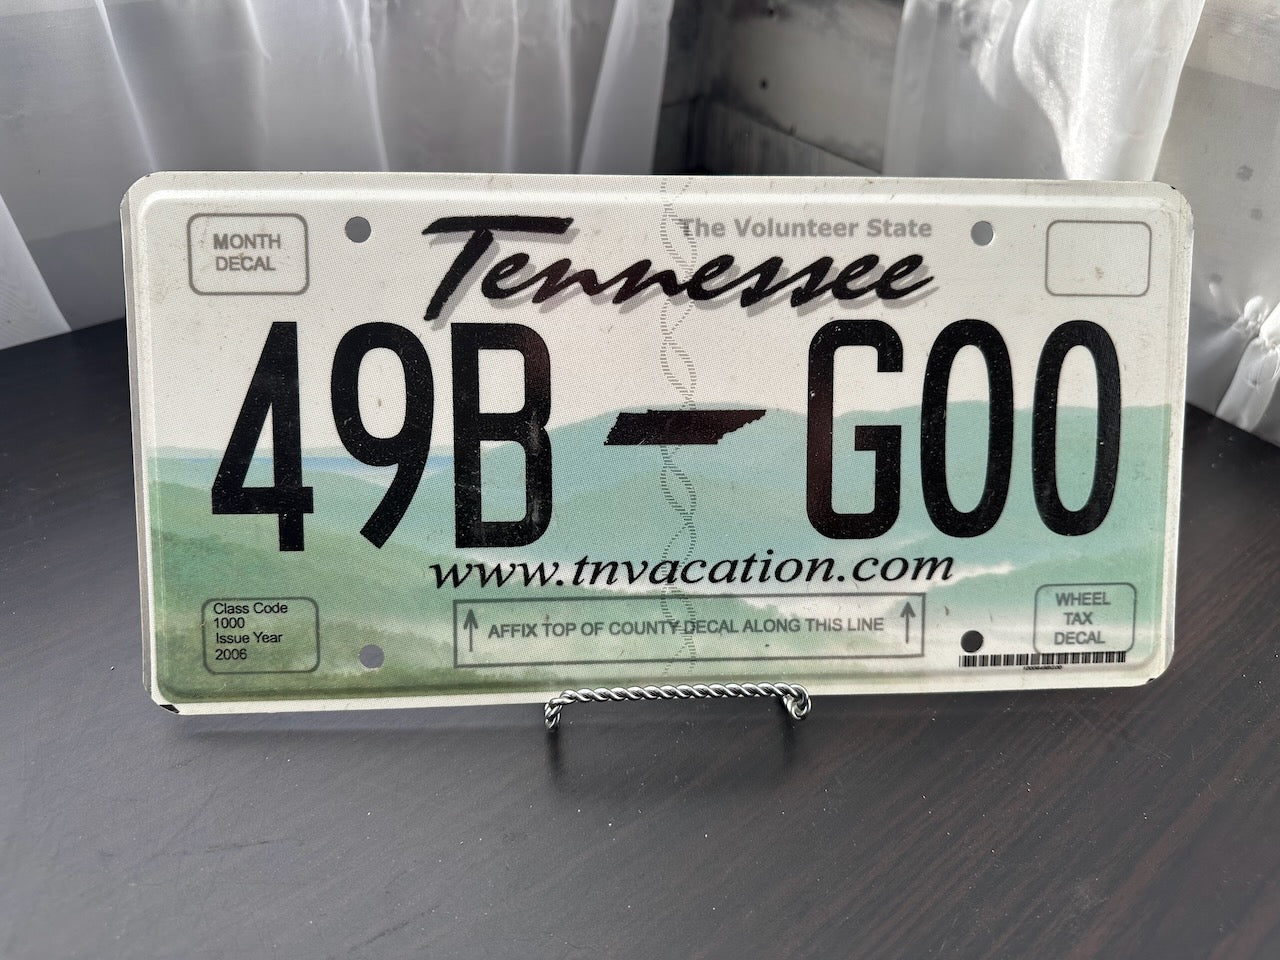 MONTH
DECAL
The Volunteer State
Tennessee
49B GOO
www.tnvacation.com
Class Code
1000
Issue Year
2006
AFFIX TOP OF COUNTY DECAL ALONG THIS LINE
WHEEL
TAX
DECAL